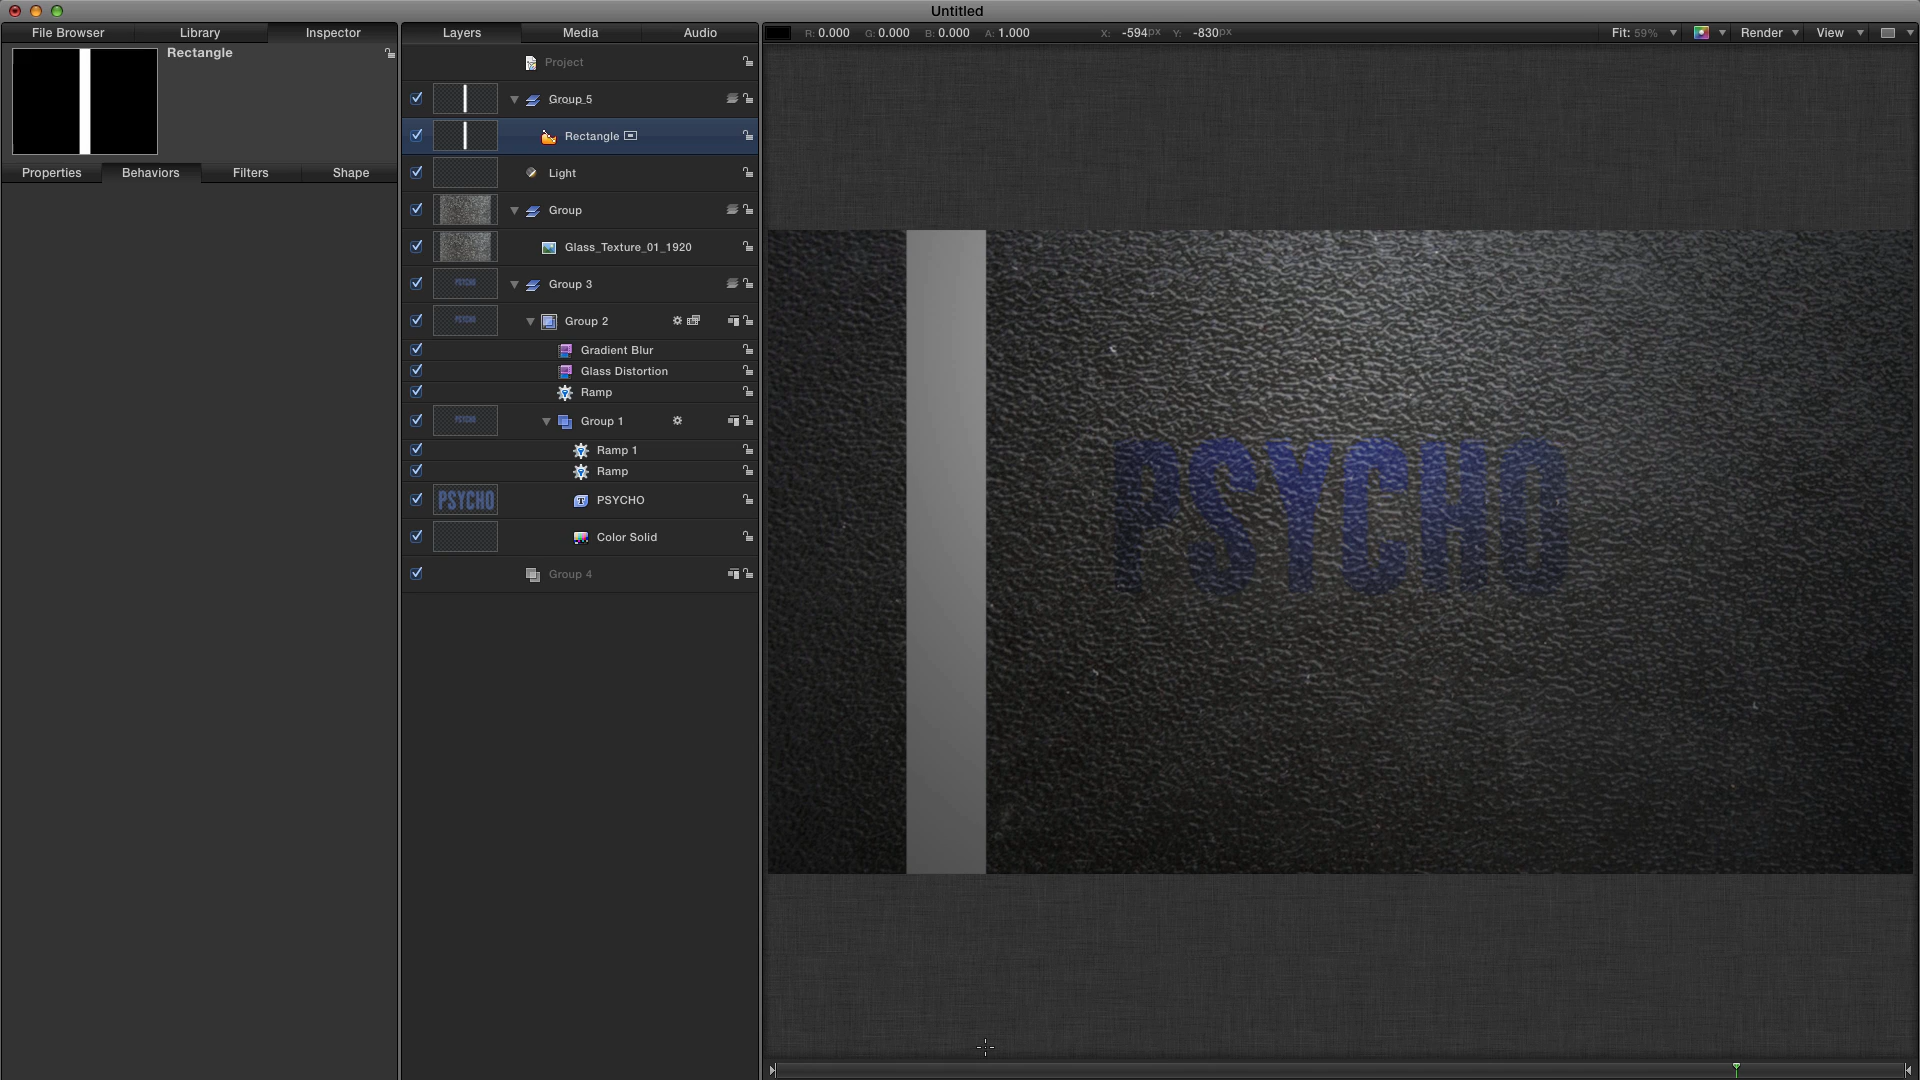 Untitled
File Browser
Library
Inspector
Layers
Media
Audio
R: 0.000 G: 0.000 B: 0.000 A: 1.000 X: -594px Y: -830px
Fit: 59%
Render
View
Rectangle
Properties
Behaviors
Filters
Shape
Project
Group 5
Rectangle
Light
Group
Glass_Texture_01_1920
Group 3
Group 2
Gradient Blur
Glass Distortion
Ramp
Group 1
Ramp 1
Ramp
PSYCHO
PSYCHO
Color Solid
Group 4
PSYCHO